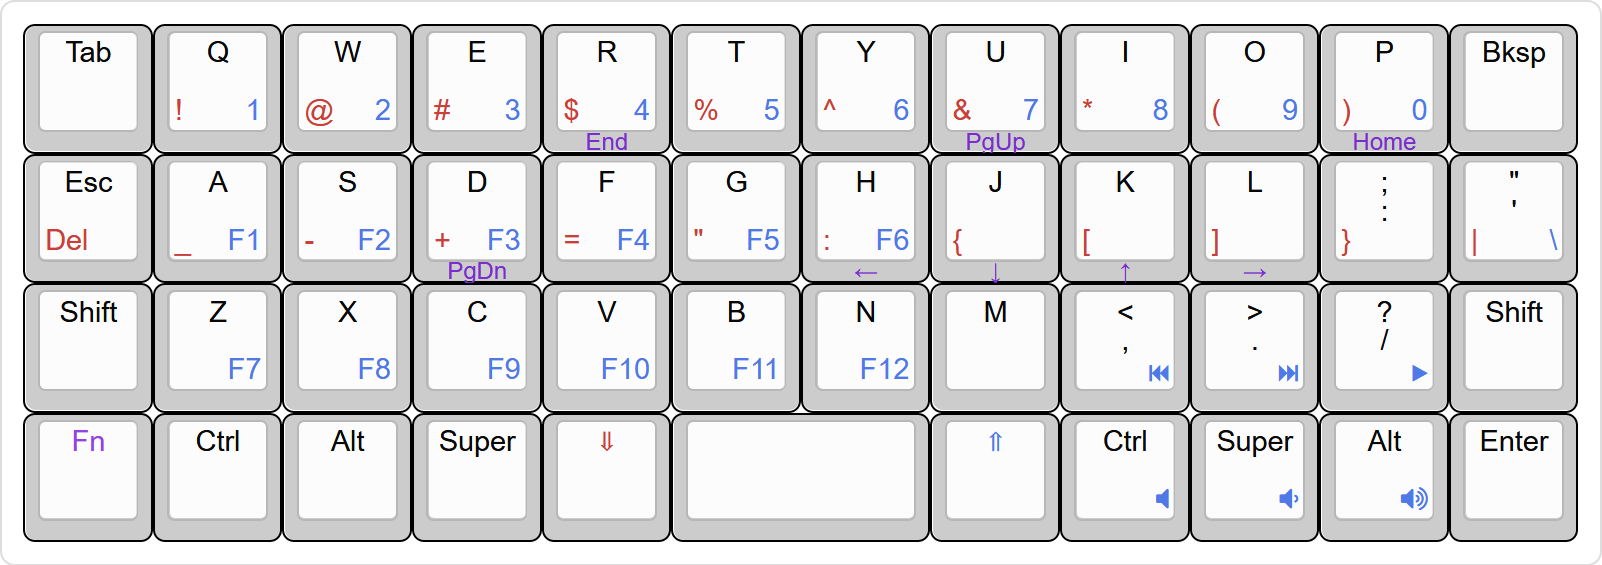 Tab Q W E R T Y U I O P Bksp
! 1 @ 2 # 3 $ 4 % 5 ^ 6 & 7 * 8 ( 9 ) 0
End PgUp Home
Esc A S D F G H J K L ; "
: '
Del _ F1 - F2 + F3 = F4 " F5 : F6 { [ ] } | \
PgDn ← ↓ ↑ →
Shift Z X C V B N M < > ? Shift
, . /
F7 F8 F9 F10 F11 F12 ⏮ ⏭ ▶
Fn Ctrl Alt Super ⇓ ⇑ Ctrl Super Alt Enter
🔈 🔉 🔊